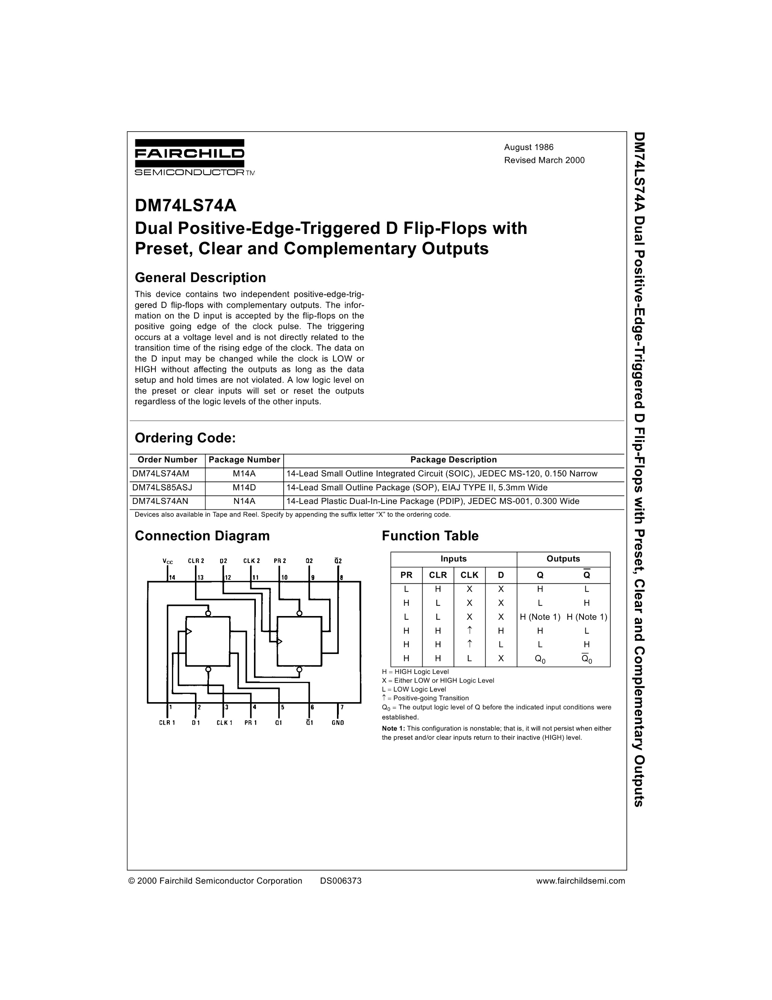 FAIRCHILD
SEMICONDUCTOR™
August 1986
Revised March 2000
DM74LS74A
Dual Positive-Edge-Triggered D Flip-Flops with
Preset, Clear and Complementary Outputs
General Description
This device contains two independent positive-edge-trig-
gered D flip-flops with complementary outputs. The infor-
mation on the D input is accepted by the flip-flops on the
positive going edge of the clock pulse. The triggering
occurs at a voltage level and is not directly related to the
transition time of the rising edge of the clock. The data on
the D input may be changed while the clock is LOW or
HIGH without affecting the outputs as long as the data
setup and hold times are not violated. A low logic level on
the preset or clear inputs will set or reset the outputs
regardless of the logic levels of the other inputs.
Ordering Code:
Order Number Package Number Package Description
DM74LS74AM M14A 14-Lead Small Outline Integrated Circuit (SOIC), JEDEC MS-120, 0.150 Narrow
DM74LS85ASJ M14D 14-Lead Small Outline Package (SOP), EIAJ TYPE II, 5.3mm Wide
DM74LS74AN N14A 14-Lead Plastic Dual-In-Line Package (PDIP), JEDEC MS-001, 0.300 Wide
Devices also available in Tape and Reel. Specify by appending the suffix letter “X” to the ordering code.
Connection Diagram
VCC CLR 2 D2 CLK 2 PR 2 Q2 Q̅2
14 13 12 11 10 9 8
1 2 3 4 5 6 7
CLR 1 D1 CLK 1 PR 1 Q1 Q̅1 GND
Function Table
Inputs Outputs
PR CLR CLK D Q Q̅
L H X X H L
H L X X L H
L L X X H (Note 1) H (Note 1)
H H ↑ H H L
H H ↑ L L H
H H L X Q0 Q̅0
H = HIGH Logic Level
X = Either LOW or HIGH Logic Level
L = LOW Logic Level
↑ = Positive-going Transition
Q0 = The output logic level of Q before the indicated input conditions were
established.
Note 1: This configuration is nonstable; that is, it will not persist when either
the preset and/or clear inputs return to their inactive (HIGH) level.
© 2000 Fairchild Semiconductor Corporation DS006373 www.fairchildsemi.com
DM74LS74A Dual Positive-Edge-Triggered D Flip-Flops with Preset, Clear and Complementary Outputs